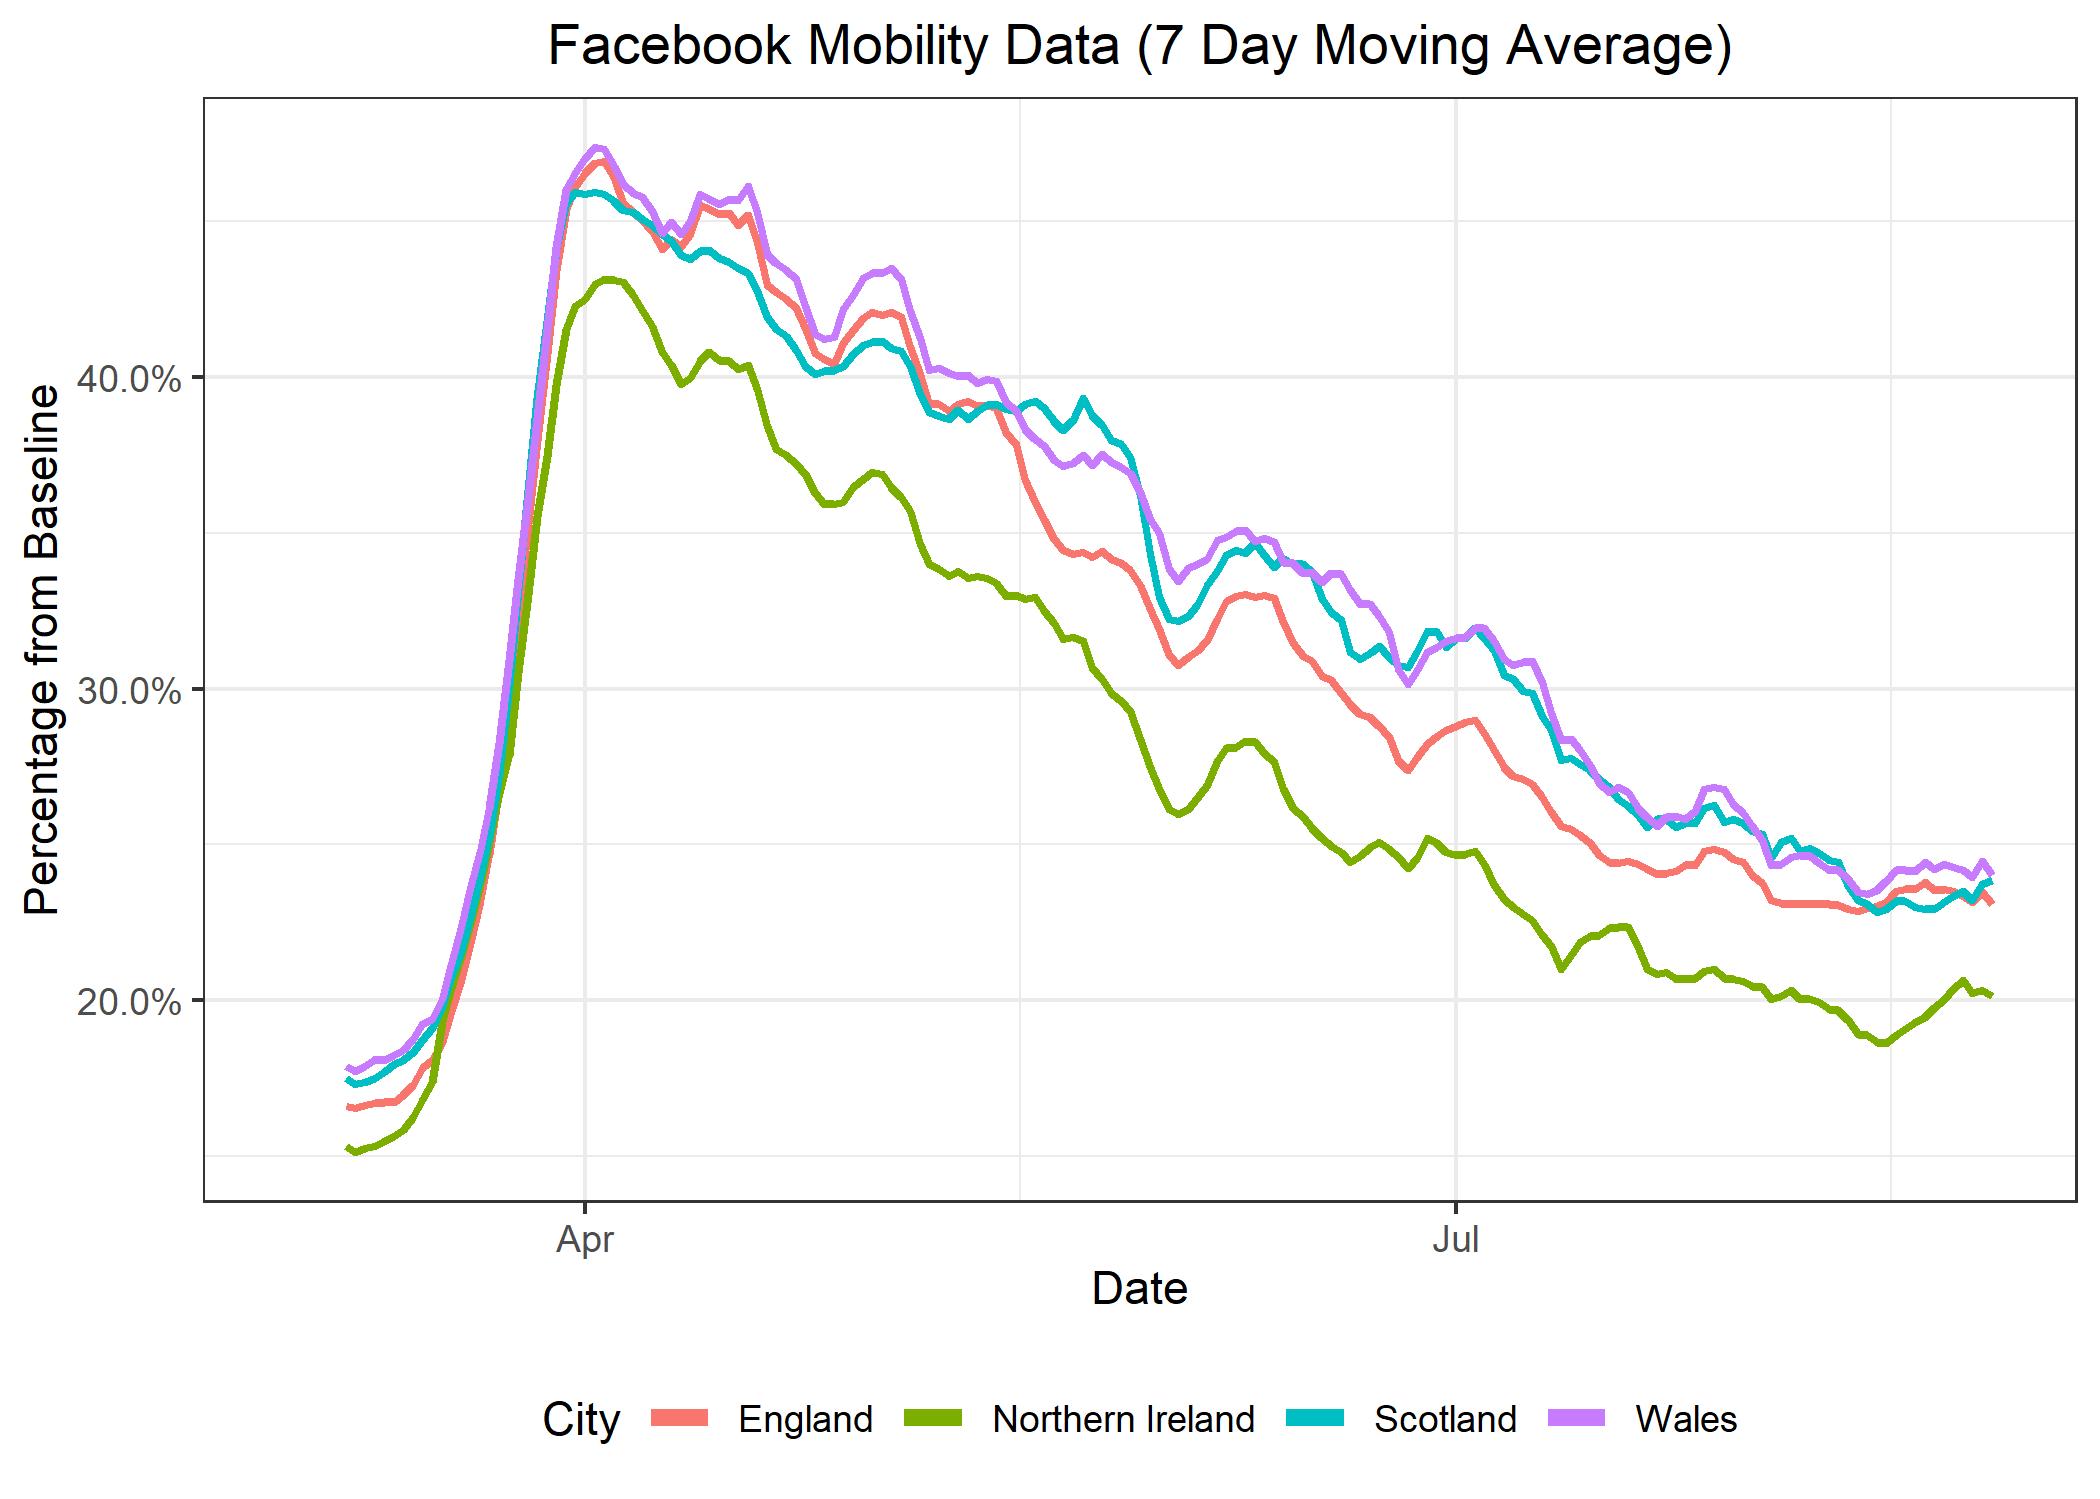 Facebook Mobility Data (7 Day Moving Average)
Percentage from Baseline
40.0%
30.0%
20.0%
Apr
Jul
Date
City
England
Northern Ireland
Scotland
Wales